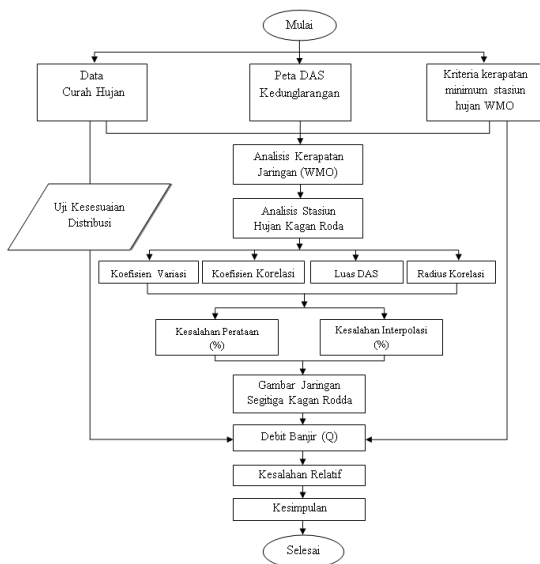 Mulai
Data
Curah Hujan
Peta DAS
Kedunglarangan
Kriteria kerapatan
minimum stasiun
hujan WMO
Analisis Kerapatan
Jaringan (WMO)
Uji Kesesuaian
Distribusi
Analisis Stasiun
Hujan Kagan Roda
Koefisien Variasi
Koefisien Korelasi
Luas DAS
Radius Korelasi
Kesalahan Perataan
(%)
Kesalahan Interpolasi
(%)
Gambar Jaringan
Segitiga Kagan Rodda
Debit Banjir (Q)
Kesalahan Relatif
Kesimpulan
Selesai